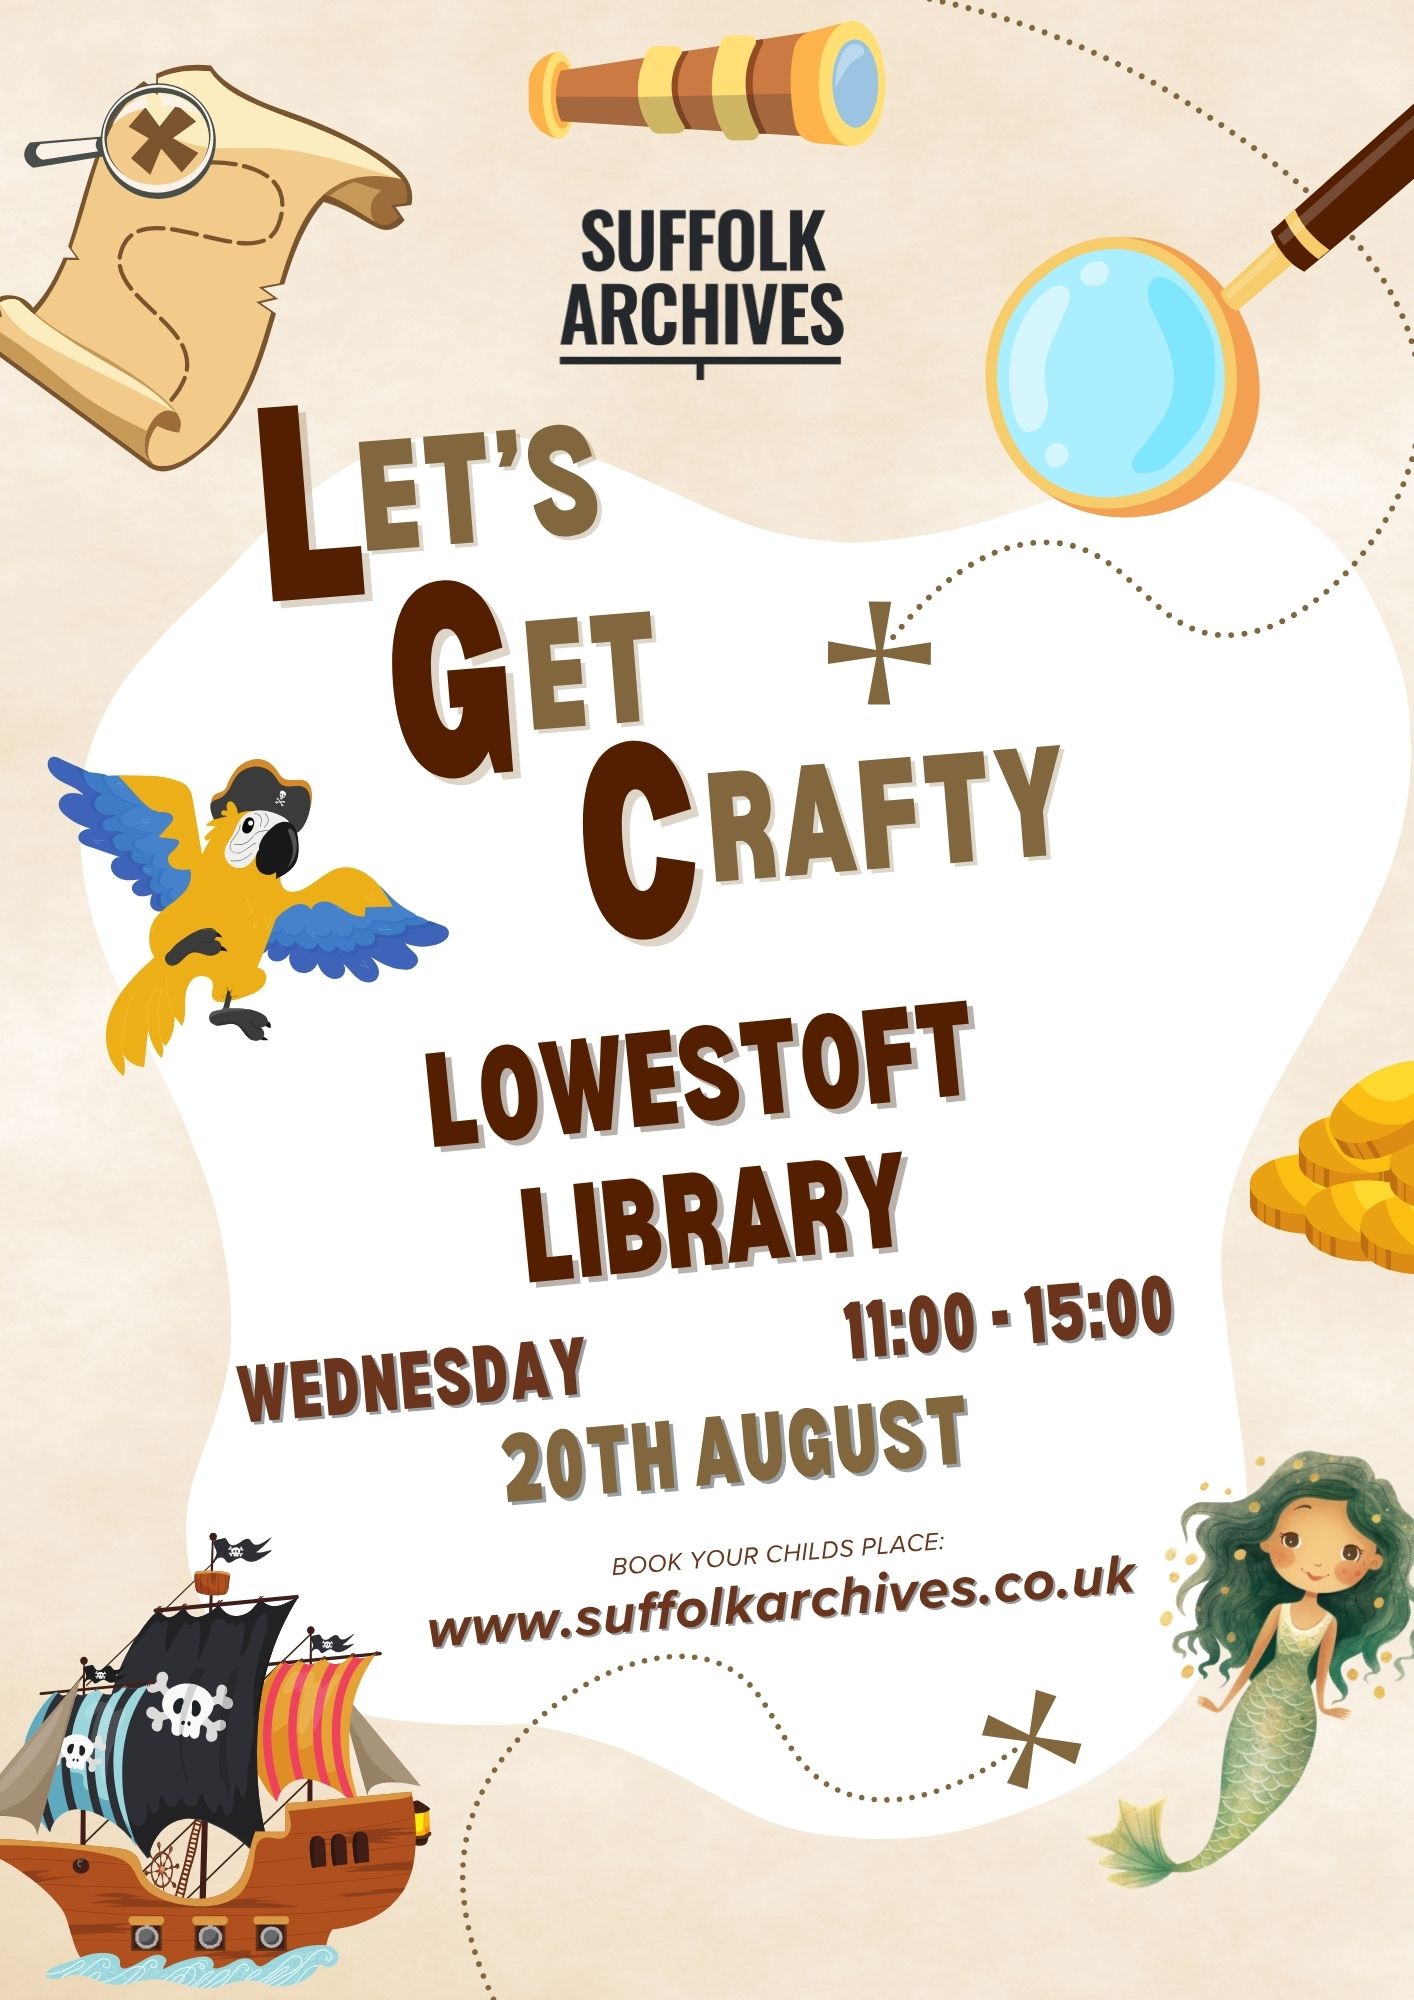 SUFFOLK
ARCHIVES
LET'S
GET
CRAFTY
LOWESTOFT
LIBRARY
11:00 - 15:00
WEDNESDAY
20TH AUGUST
BOOK YOUR CHILDS PLACE:
www.suffolkarchives.co.uk